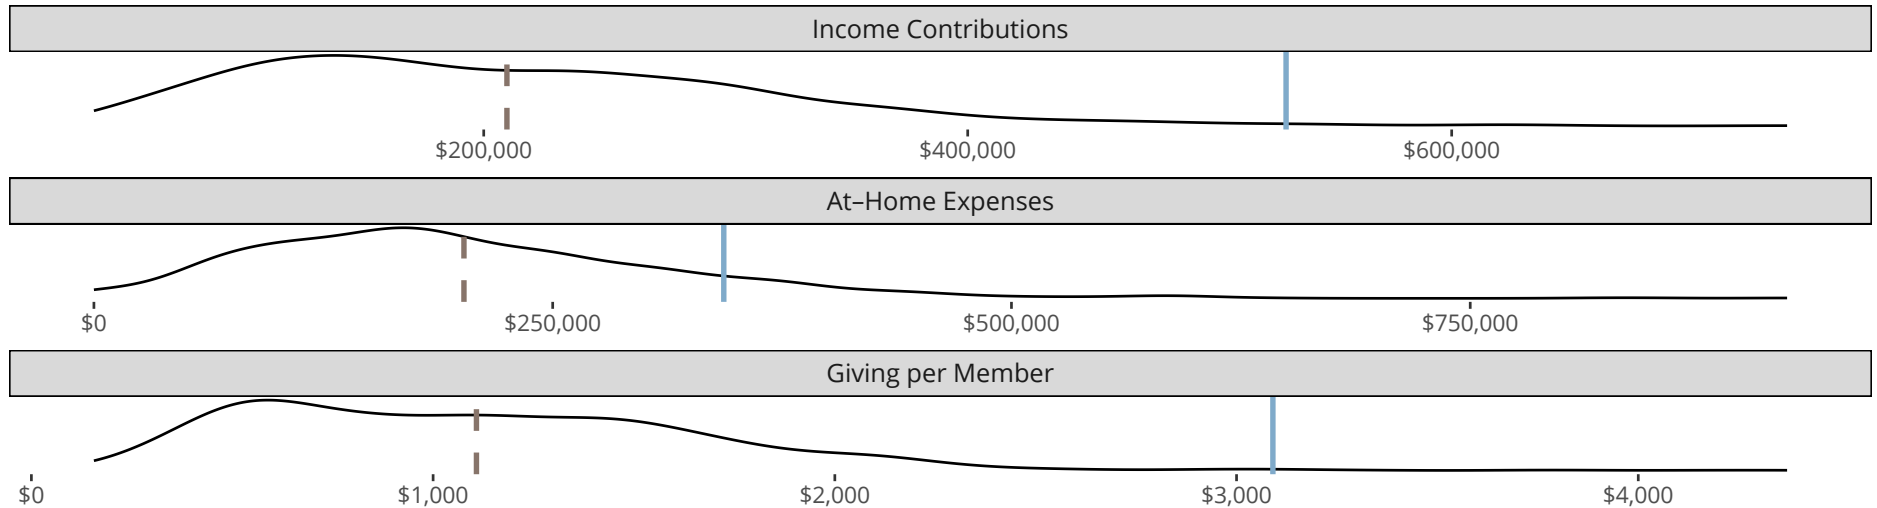 Income Contributions
$200,000 $400,000 $600,000
At–Home Expenses
$0 $250,000 $500,000 $750,000
Giving per Member
$0 $1,000 $2,000 $3,000 $4,000